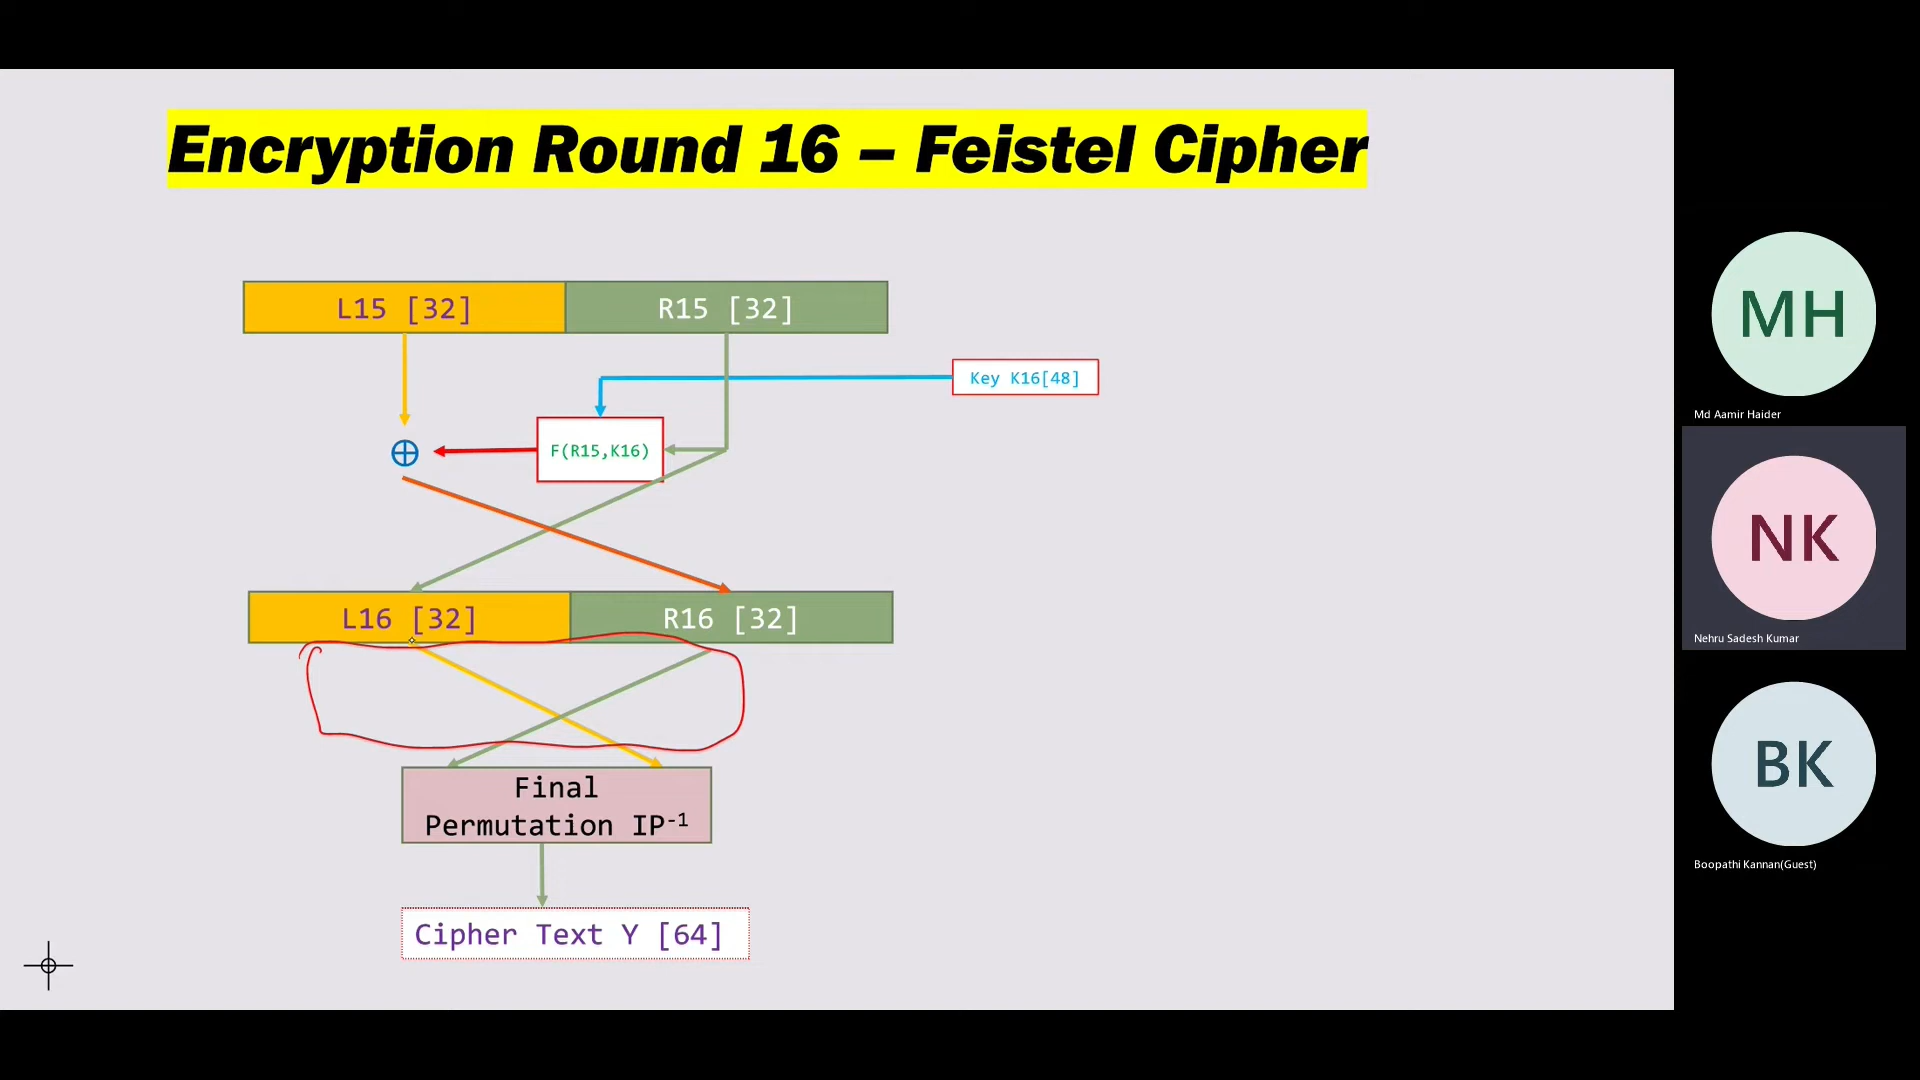 Encryption Round 16 – Feistel Cipher
L15 [32]
R15 [32]
Key K16[48]
F(R15,K16)
L16 [32]
R16 [32]
Final
Permutation IP⁻¹
Cipher Text Y [64]
MH
Md Aamir Haider
NK
Nehru Sadesh Kumar
BK
Boopathi Kannan(Guest)